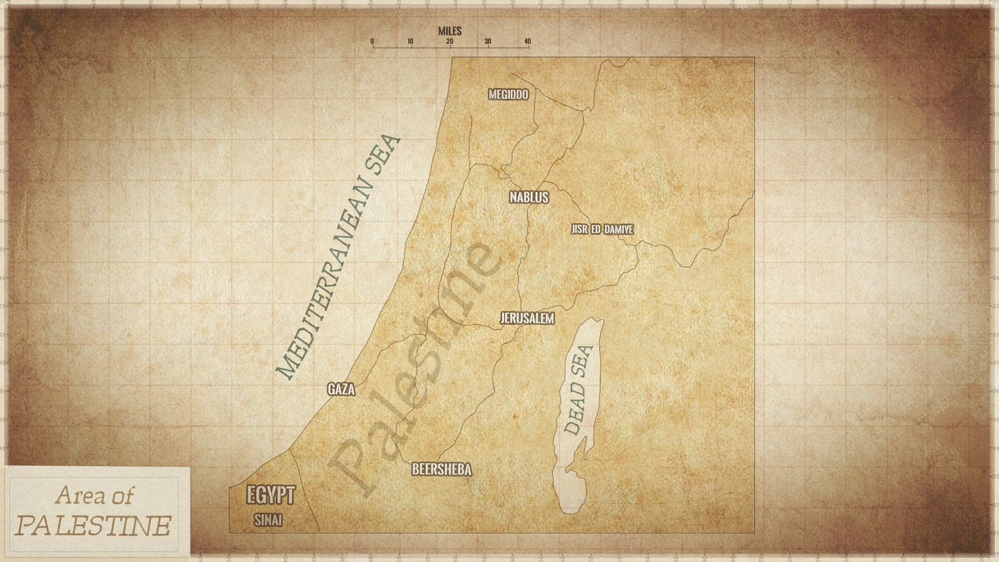 MILES
0 10 20 30 40
MEGIDDO
MEDITERRANEAN SEA
NABLUS
JISR ED DAMIYE
Palestine
JERUSALEM
DEAD SEA
GAZA
BEERSHEBA
EGYPT
SINAI
Area of
PALESTINE